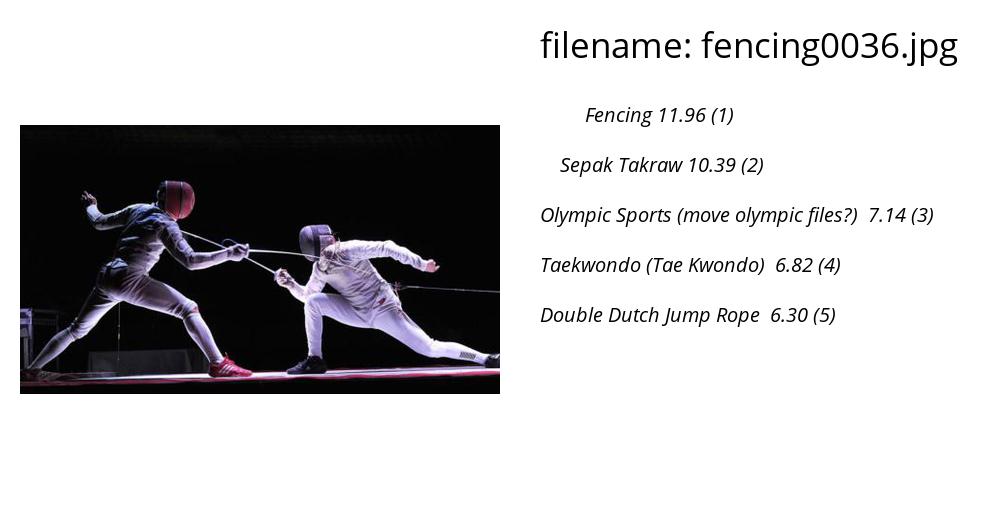 filename: fencing0036.jpg
Fencing 11.96 (1)
Sepak Takraw 10.39 (2)
Olympic Sports (move olympic files?) 7.14 (3)
Taekwondo (Tae Kwondo) 6.82 (4)
Double Dutch Jump Rope 6.30 (5)